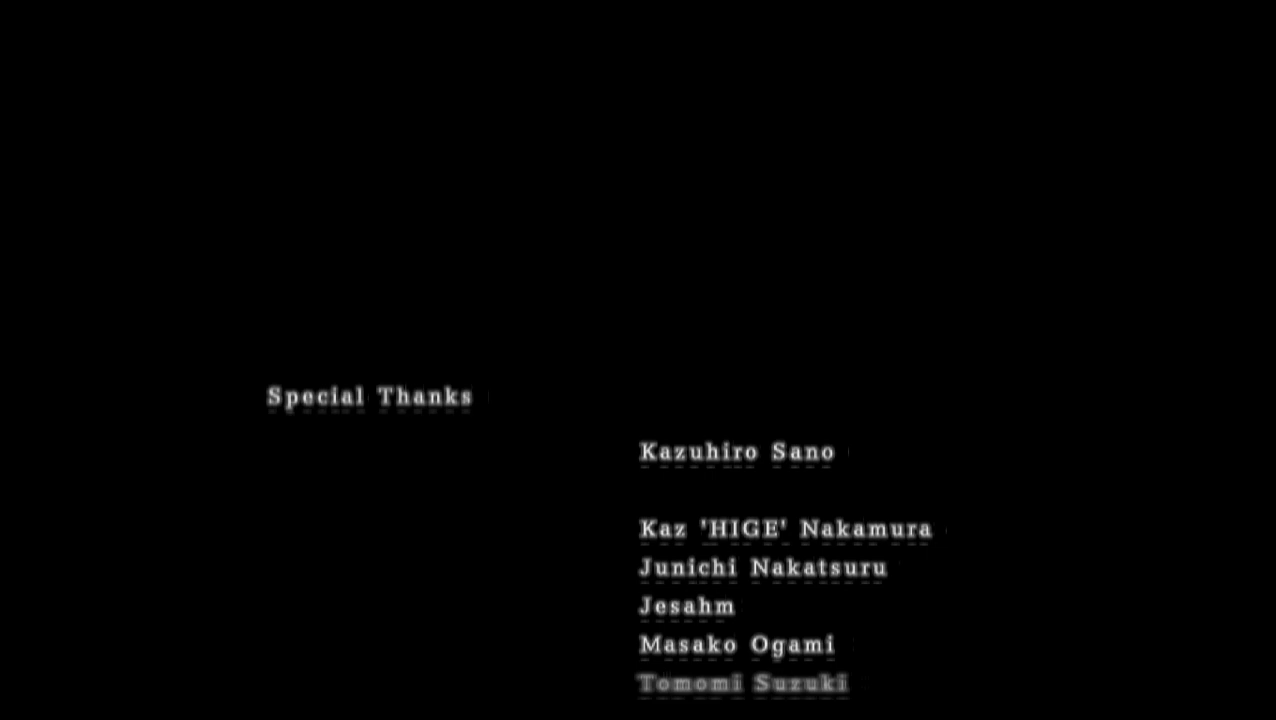 Special Thanks
Kazuhiro Sano
Kaz 'HIGE' Nakamura
Junichi Nakatsuru
Jesahm
Masako Ogami
Tomomi Suzuki